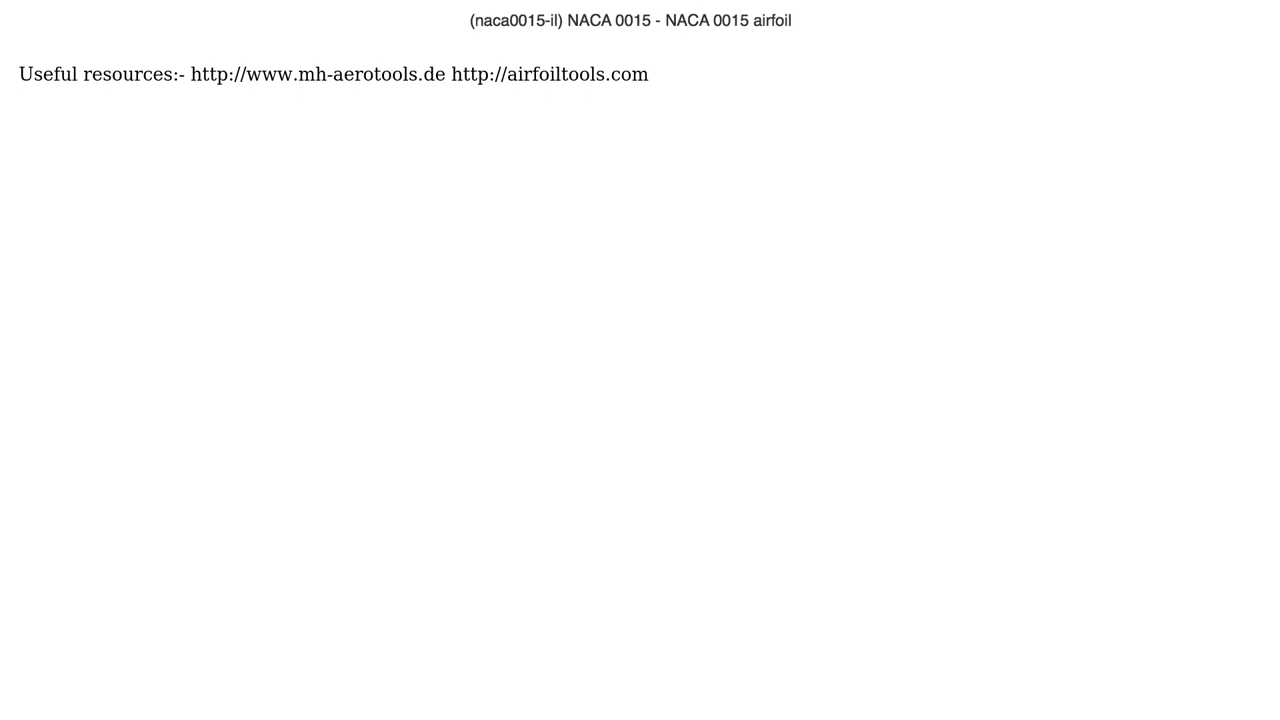 (naca0015-il) NACA 0015 - NACA 0015 airfoil
Useful resources:- http://www.mh-aerotools.de http://airfoiltools.com